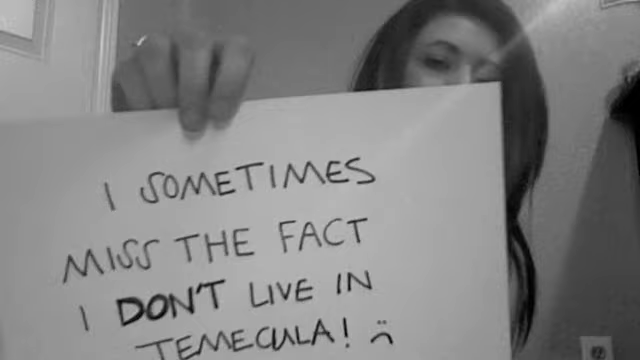 I SOMETIMES
MISS THE FACT
I DON'T LIVE IN
TEMECULA! :(